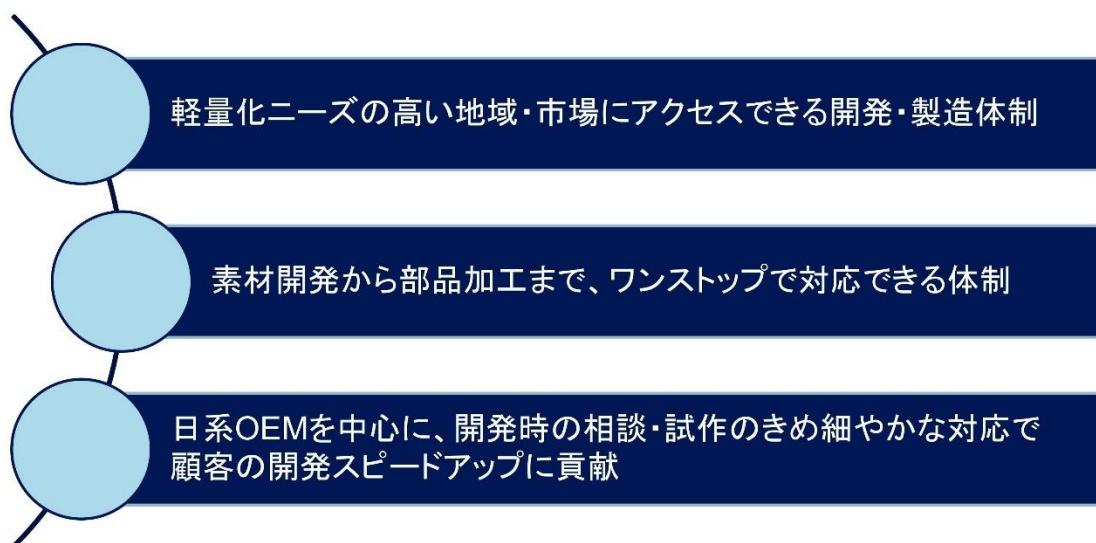 軽量化ニーズの高い地域・市場にアクセスできる開発・製造体制
素材開発から部品加工まで、ワンストップで対応できる体制
日系OEMを中心に、開発時の相談・試作のきめ細やかな対応で
顧客の開発スピードアップに貢献